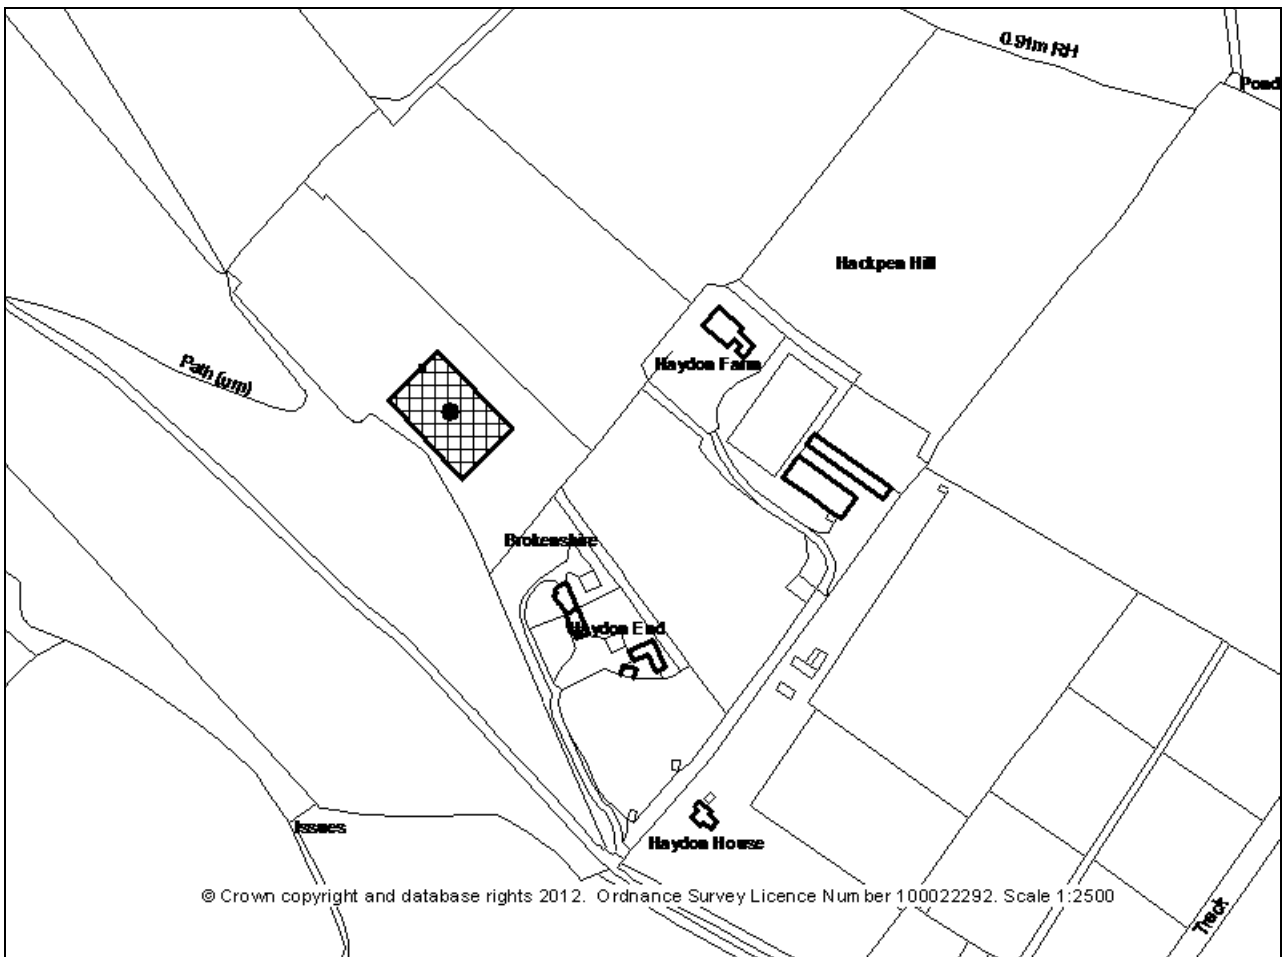 0.91m RH
Pond
Hackpen Hill
Path (um)
Haydon Farm
Brokenshire
Haydon End
Issues
Haydon House
© Crown copyright and database rights 2012. Ordnance Survey Licence Number 100022292. Scale 1:2500
Track